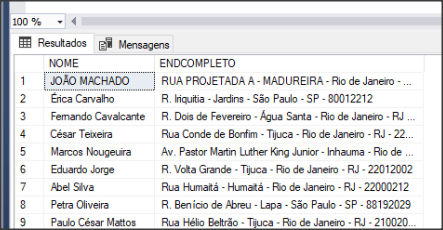 100 %
Resultados Mensagens
NOME ENDCOMPLETO
1 JOÃO MACHADO RUA PROJETADA A - MADUREIRA - Rio de Janeiro - ...
2 Érica Carvalho R. Iriquitia - Jardins - São Paulo - SP - 80012212
3 Fernando Cavalcante R. Dois de Fevereiro - Água Santa - Rio de Janeiro - RJ ...
4 César Teixeira Rua Conde de Bonfim - Tijuca - Rio de Janeiro - RJ - 22...
5 Marcos Nougeuira Av. Pastor Martin Luther King Junior - Inhauma - Rio de ...
6 Eduardo Jorge R. Volta Grande - Tijuca - Rio de Janeiro - RJ - 22012002
7 Abel Silva Rua Humaitá - Humaitá - Rio de Janeiro - RJ - 22000212
8 Petra Oliveira R. Benício de Abreu - Lapa - São Paulo - SP - 88192029
9 Paulo César Mattos Rua Hélio Beltrão - Tijuca - Rio de Janeiro - RJ - 210020...